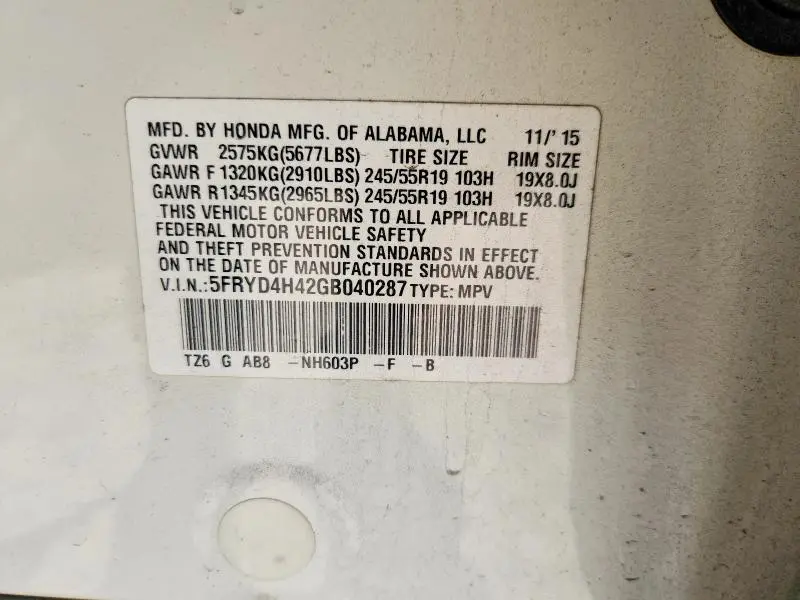 MFD. BY HONDA MFG. OF ALABAMA, LLC 11/'15
GVWR 2575KG(5677LBS) TIRE SIZE RIM SIZE
GAWR F 1320KG(2910LBS) 245/55R19 103H 19X8.0J
GAWR R1345KG(2965LBS) 245/55R19 103H 19X8.0J
THIS VEHICLE CONFORMS TO ALL APPLICABLE
FEDERAL MOTOR VEHICLE SAFETY
AND THEFT PREVENTION STANDARDS IN EFFECT
ON THE DATE OF MANUFACTURE SHOWN ABOVE.
V.I.N.:5FRYD4H42GB040287 TYPE: MPV
TZ6 G AB8 -NH603P -F -B